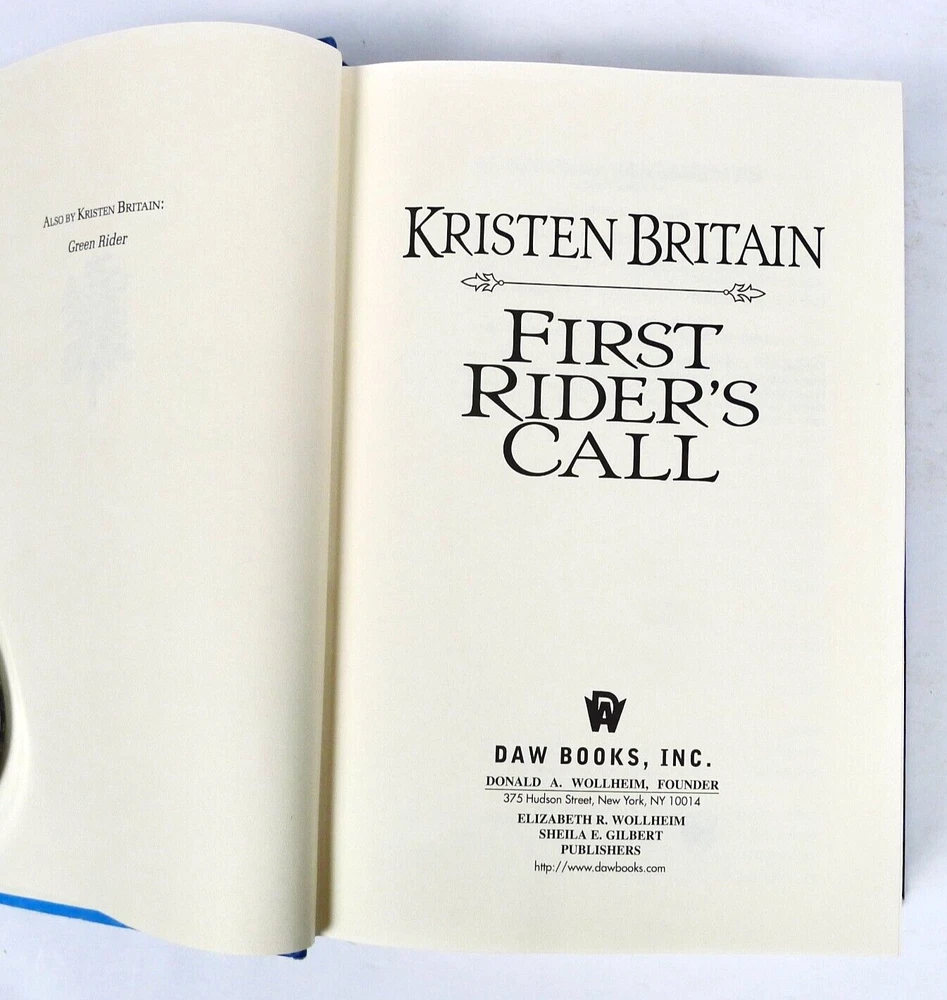 ALSO BY KRISTEN BRITAIN:
Green Rider
KRISTEN BRITAIN
FIRST
RIDER'S
CALL
DAW
DAW BOOKS, INC.
DONALD A. WOLLHEIM, FOUNDER
375 Hudson Street, New York, NY 10014
ELIZABETH R. WOLLHEIM
SHEILA E. GILBERT
PUBLISHERS
http://www.dawbooks.com